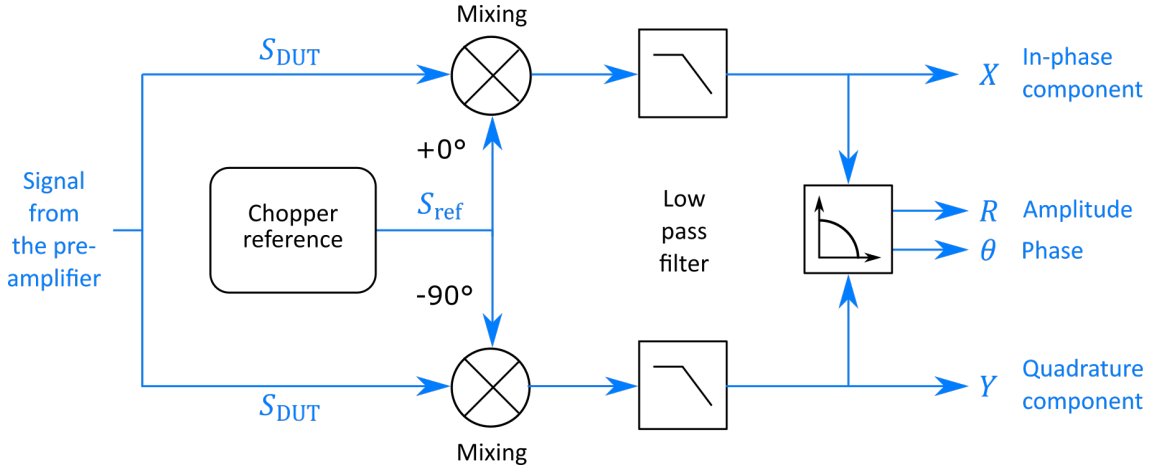 Mixing
S_DUT
X
In-phase
component
+0°
Signal
from
the pre-
amplifier
Chopper
reference
S_ref
Low
pass
filter
R
Amplitude
θ
Phase
-90°
S_DUT
Y
Quadrature
component
Mixing